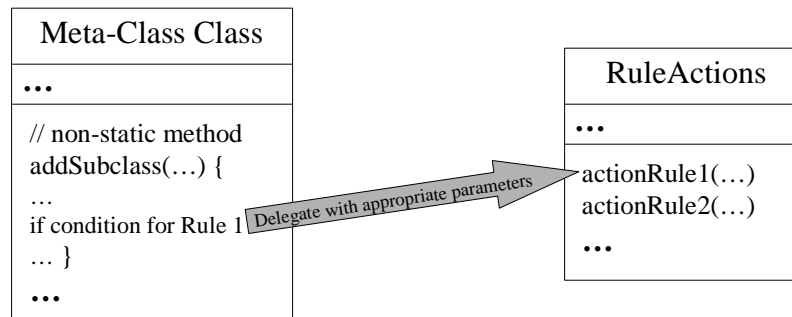 Meta-Class Class
...
// non-static method
addSubclass(…) {
...
if condition for Rule 1
... }
...
Delegate with appropriate parameters
RuleActions
...
actionRule1(…)
actionRule2(…)
...